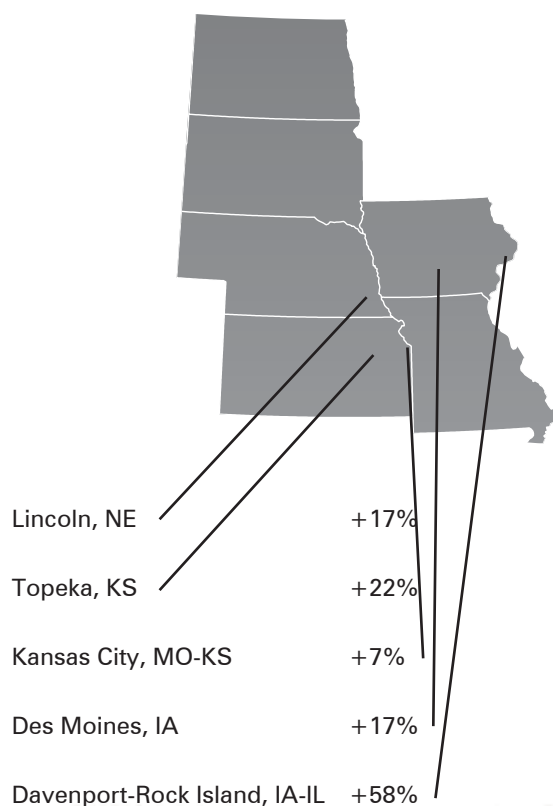 Lincoln, NE +17%
Topeka, KS +22%
Kansas City, MO-KS +7%
Des Moines, IA +17%
Davenport-Rock Island, IA-IL +58%